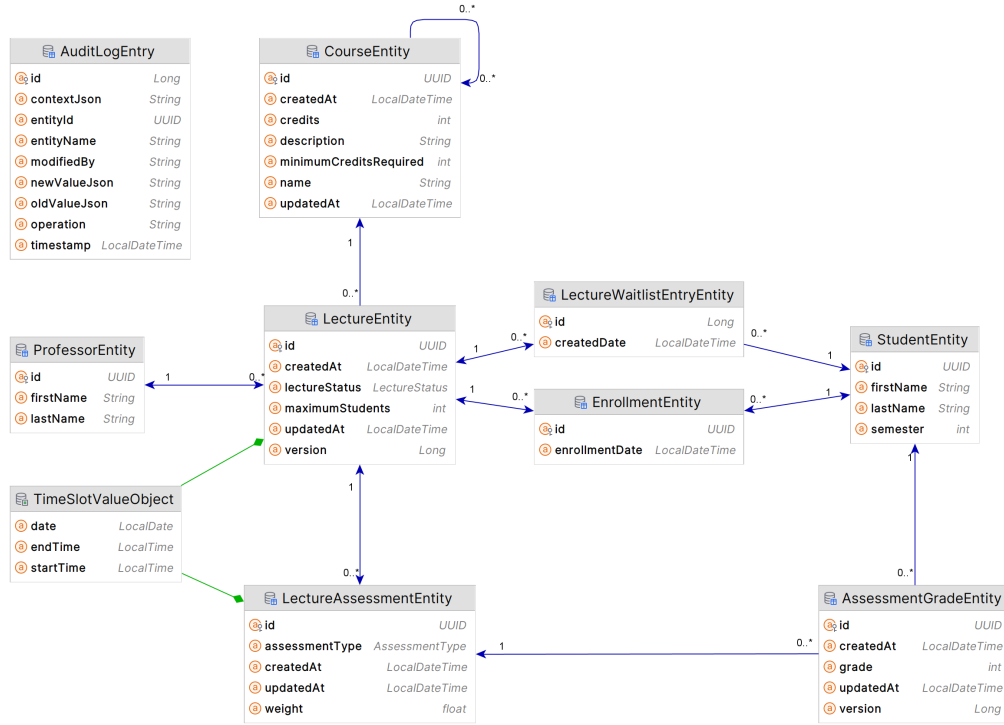 AuditLogEntry
id Long
contextJson String
entityId UUID
entityName String
modifiedBy String
newValueJson String
oldValueJson String
operation String
timestamp LocalDateTime
0..*
0..*
CourseEntity
id UUID
createdAt LocalDateTime
credits int
description String
minimumCreditsRequired int
name String
updatedAt LocalDateTime
1
0..*
LectureEntity
id UUID
createdAt LocalDateTime
lectureStatus LectureStatus
maximumStudents int
updatedAt LocalDateTime
version Long
ProfessorEntity
id UUID
firstName String
lastName String
1
0..*
LectureWaitlistEntryEntity
id Long
createdDate LocalDateTime
1
0..*
0..*
1
EnrollmentEntity
id UUID
enrollmentDate LocalDateTime
1
0..*
0..*
1
StudentEntity
id UUID
firstName String
lastName String
semester int
TimeSlotValueObject
date LocalDate
endTime LocalTime
startTime LocalTime
1
0..*
1
0..*
LectureAssessmentEntity
id UUID
assessmentType AssessmentType
createdAt LocalDateTime
updatedAt LocalDateTime
weight float
1
0..*
AssessmentGradeEntity
id UUID
createdAt LocalDateTime
grade int
updatedAt LocalDateTime
version Long